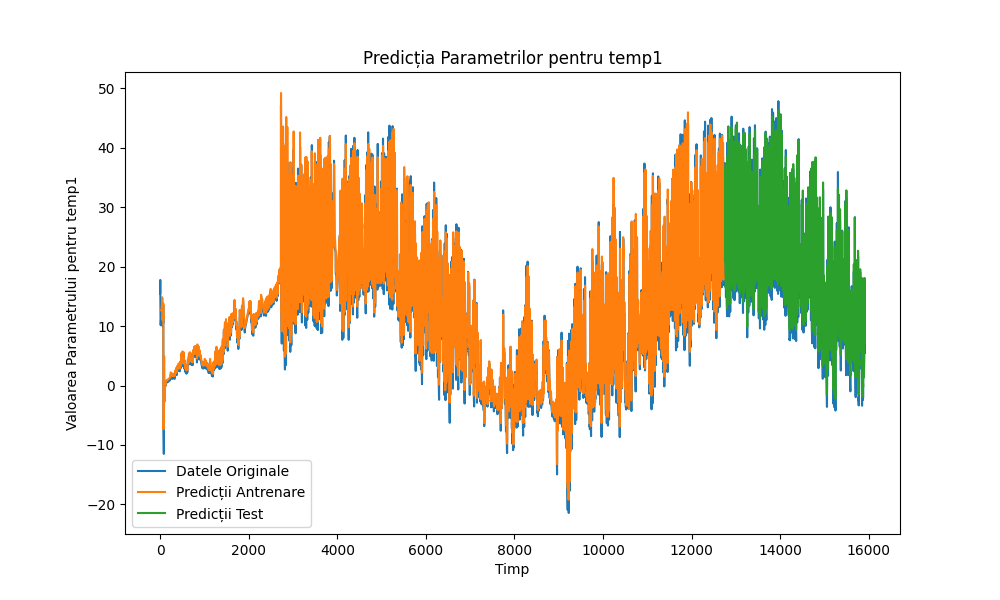 Predicția Parametrilor pentru temp1
Valoarea Parametrului pentru temp1
50
40
30
20
10
0
−10
−20
Datele Originale
Predicții Antrenare
Predicții Test
0 2000 4000 6000 8000 10000 12000 14000 16000
Timp